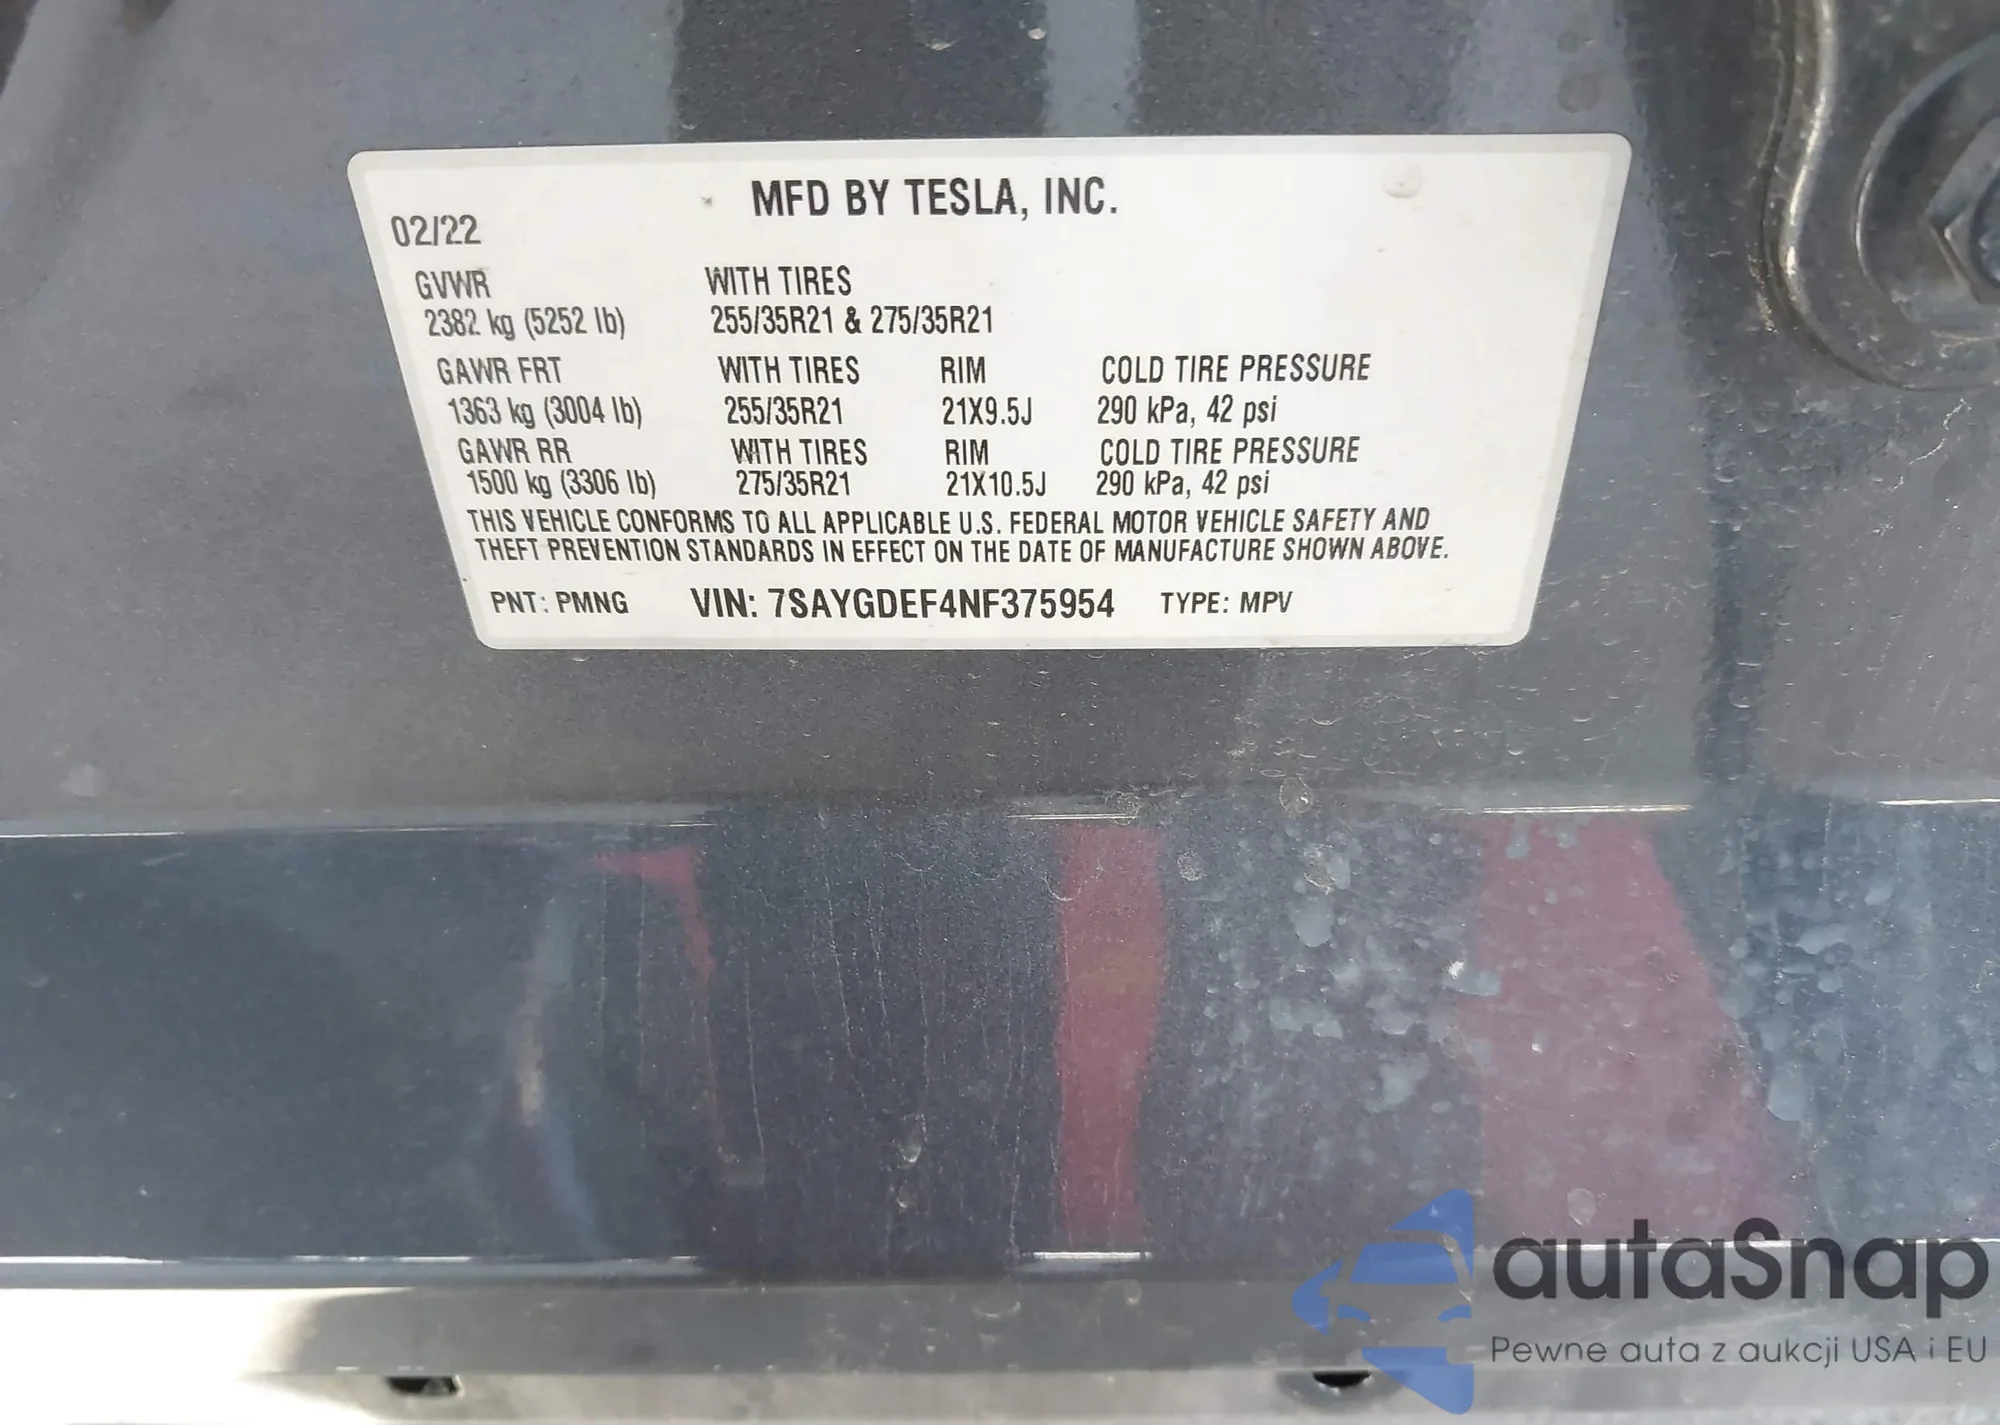 MFD BY TESLA, INC.
02/22
GVWR WITH TIRES
2382 kg (5252 lb) 255/35R21 & 275/35R21
GAWR FRT WITH TIRES RIM COLD TIRE PRESSURE
1363 kg (3004 lb) 255/35R21 21X9.5J 290 kPa, 42 psi
GAWR RR WITH TIRES RIM COLD TIRE PRESSURE
1500 kg (3306 lb) 275/35R21 21X10.5J 290 kPa, 42 psi
THIS VEHICLE CONFORMS TO ALL APPLICABLE U.S. FEDERAL MOTOR VEHICLE SAFETY AND
THEFT PREVENTION STANDARDS IN EFFECT ON THE DATE OF MANUFACTURE SHOWN ABOVE.
PNT: PMNG VIN: 7SAYGDEF4NF375954 TYPE: MPV
autaSnap
Pewne auta z aukcji USA i EU